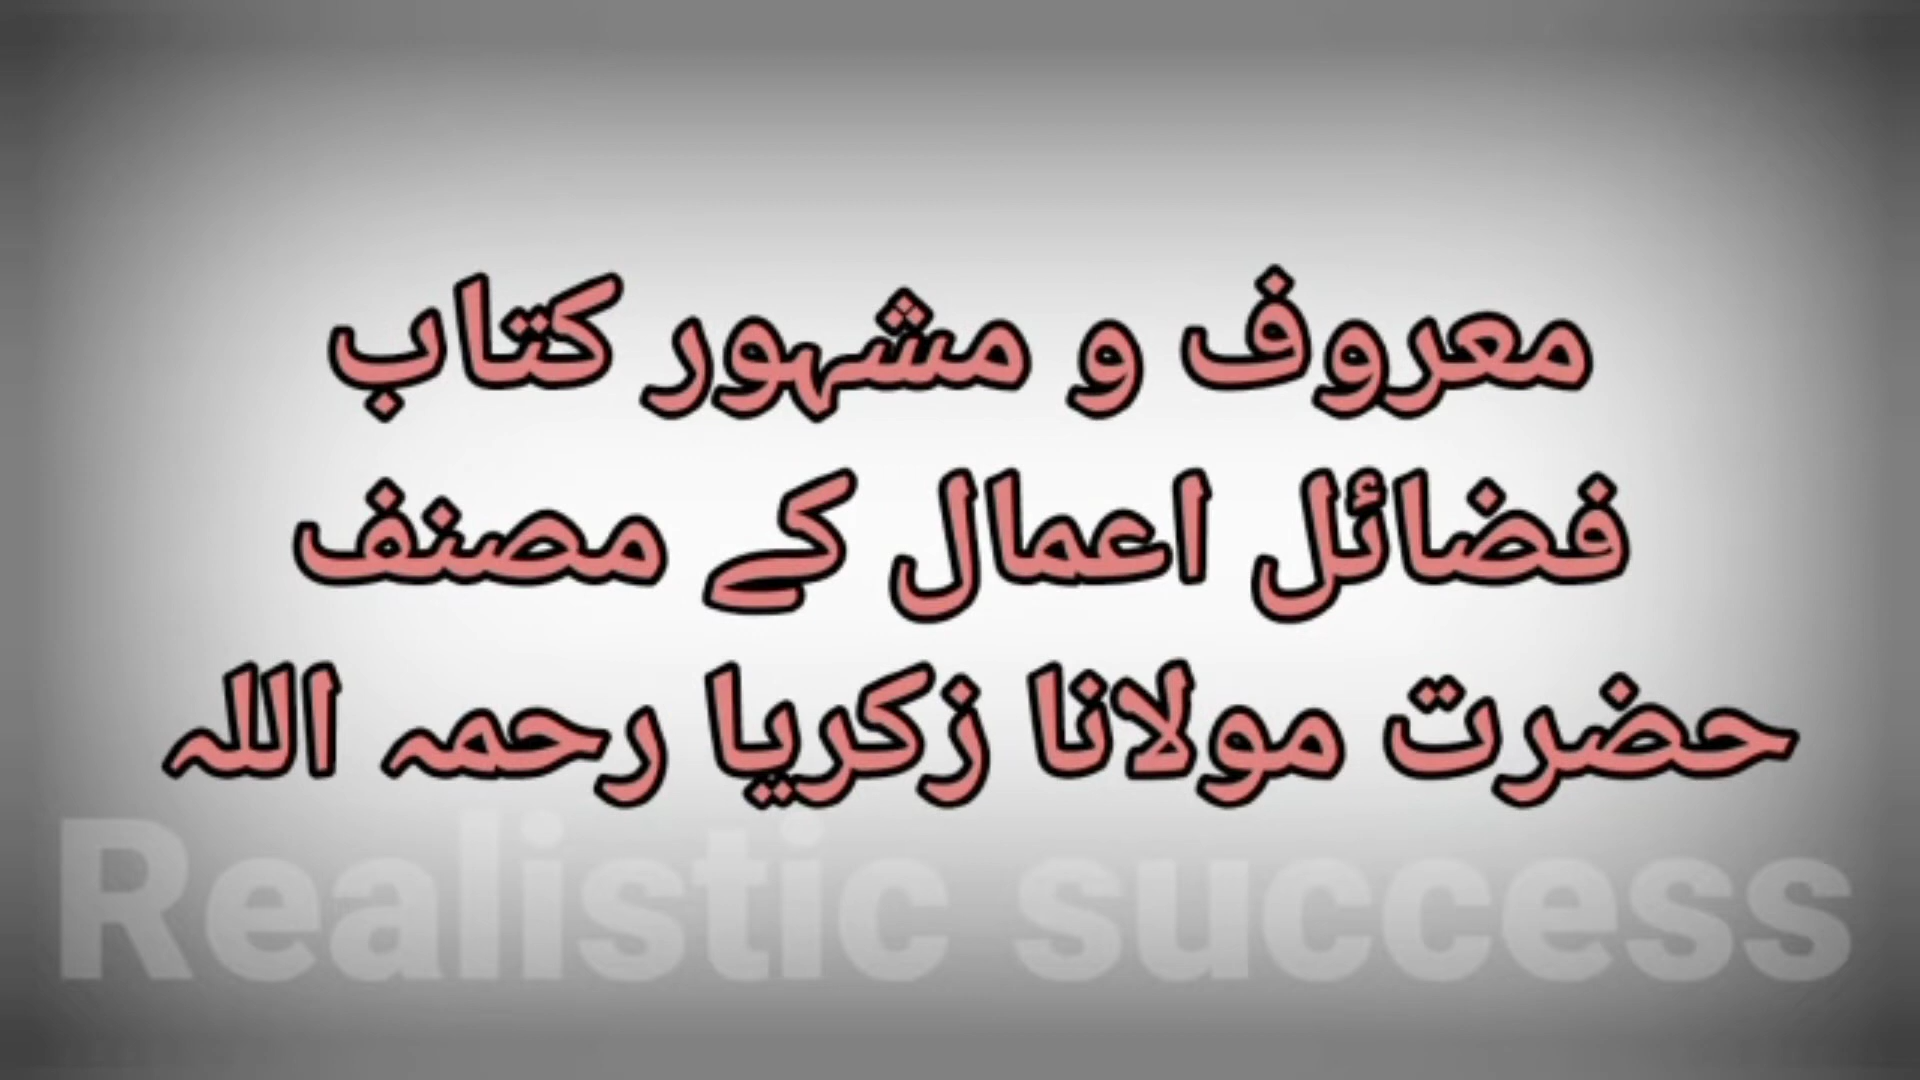 معروف و مشہور کتاب
فضائل اعمال کے مصنف
حضرت مولانا زکریا رحمہ اللہ
Realistic success